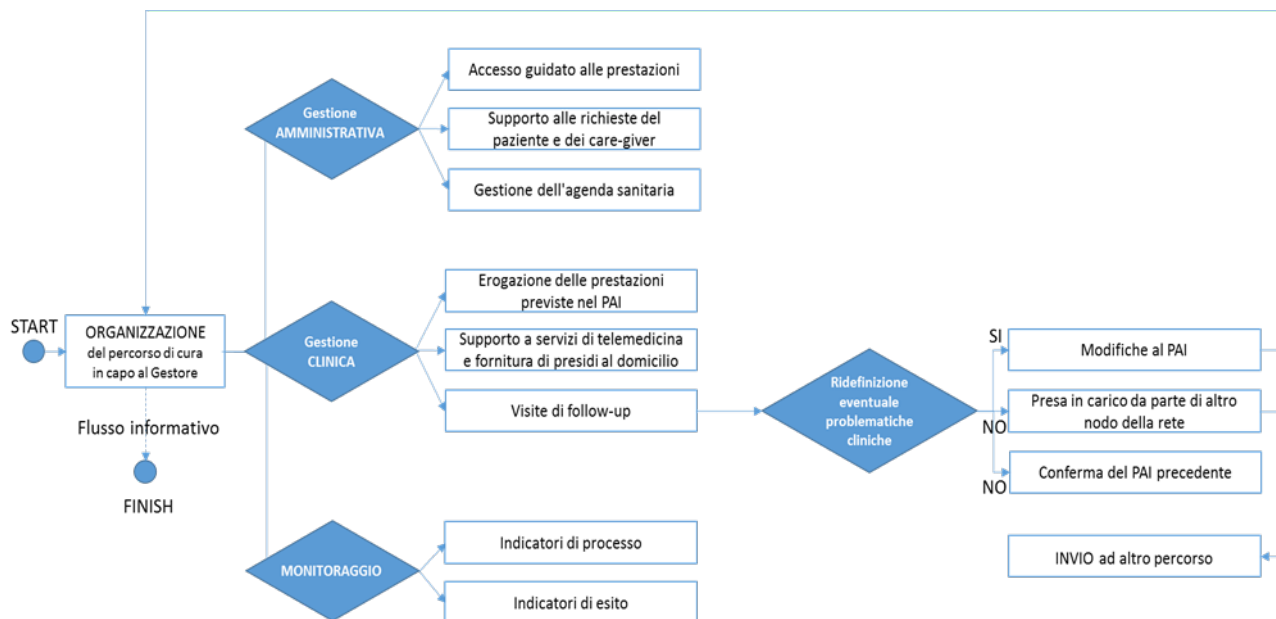 Accesso guidato alle prestazioni
Gestione
AMMINISTRATIVA
Supporto alle richieste del
paziente e dei care-giver
Gestione dell'agenda sanitaria
START
ORGANIZZAZIONE
del percorso di cura
in capo al Gestore
Flusso informativo
FINISH
Gestione
CLINICA
Erogazione delle prestazioni
previste nel PAI
Supporto a servizi di telemedicina
e fornitura di presidi al domicilio
Visite di follow-up
Ridefinizione
eventuale
problematiche
cliniche
SI
Modifiche al PAI
NO
Presa in carico da parte di altro
nodo della rete
NO
Conferma del PAI precedente
INVIO ad altro percorso
MONITORAGGIO
Indicatori di processo
Indicatori di esito